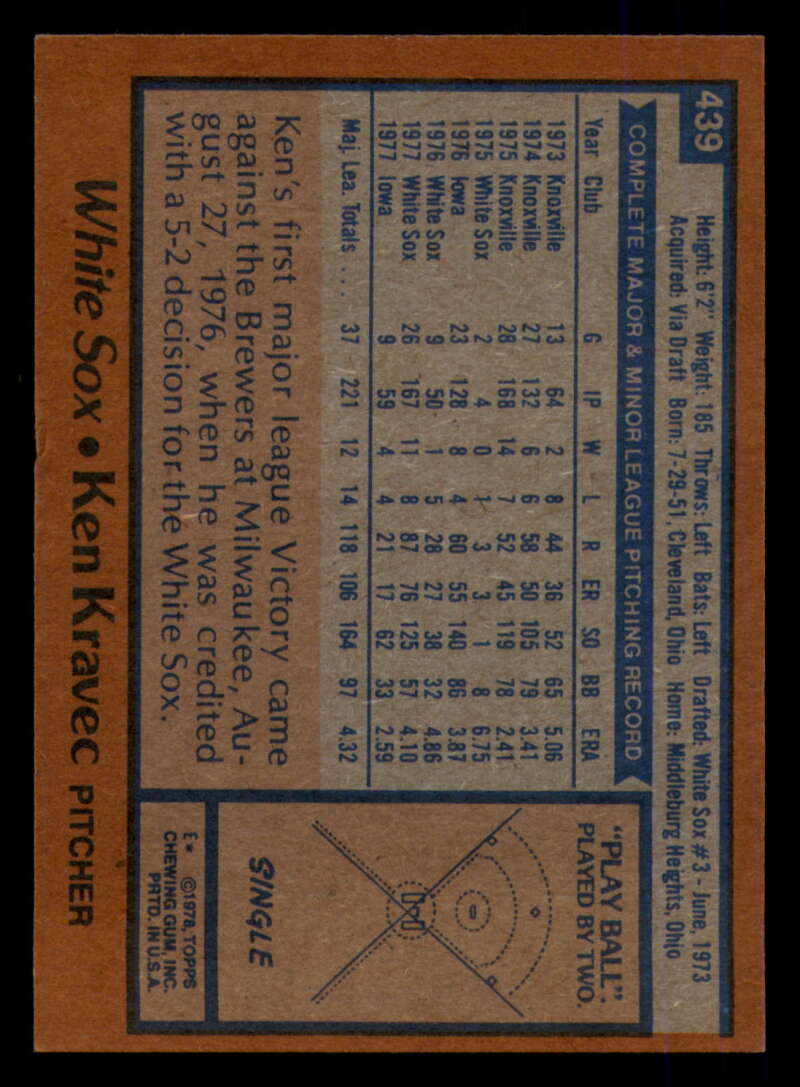 439
Height: 6'2" Weight: 185 Throws: Left Bats: Left Drafted: White Sox #3 - June, 1973
Acquired: Via Draft Born: 7-29-51, Cleveland, Ohio Home: Middleburg Heights, Ohio
COMPLETE MAJOR & MINOR LEAGUE PITCHING RECORD
Year Club G IP W L R ER SO BB ERA
1973 Knoxville 13 64 2 8 44 36 52 65 5.06
1974 Knoxville 27 132 6 6 58 50 105 79 3.41
1975 Knoxville 28 168 14 7 52 45 119 78 2.41
1975 White Sox 2 4 0 1 3 3 1 8 6.75
1976 Iowa 23 128 8 4 60 55 140 86 3.87
1976 White Sox 9 50 1 5 28 27 38 32 4.86
1977 White Sox 26 167 11 8 87 76 125 57 4.10
1977 Iowa 9 59 4 4 21 17 62 33 2.59
Maj. Lea. Totals . . . 37 221 12 14 118 106 164 97 4.32
Ken's first major league Victory came
against the Brewers at Milwaukee, Au-
gust 27, 1976, when he was credited
with a 5-2 decision for the White Sox.
"PLAY BALL"
PLAYED BY TWO.
SINGLE
E* ©1978, TOPPS
CHEWING GUM, INC.
PRTD. IN U.S.A.
White Sox • Ken Kravec PITCHER